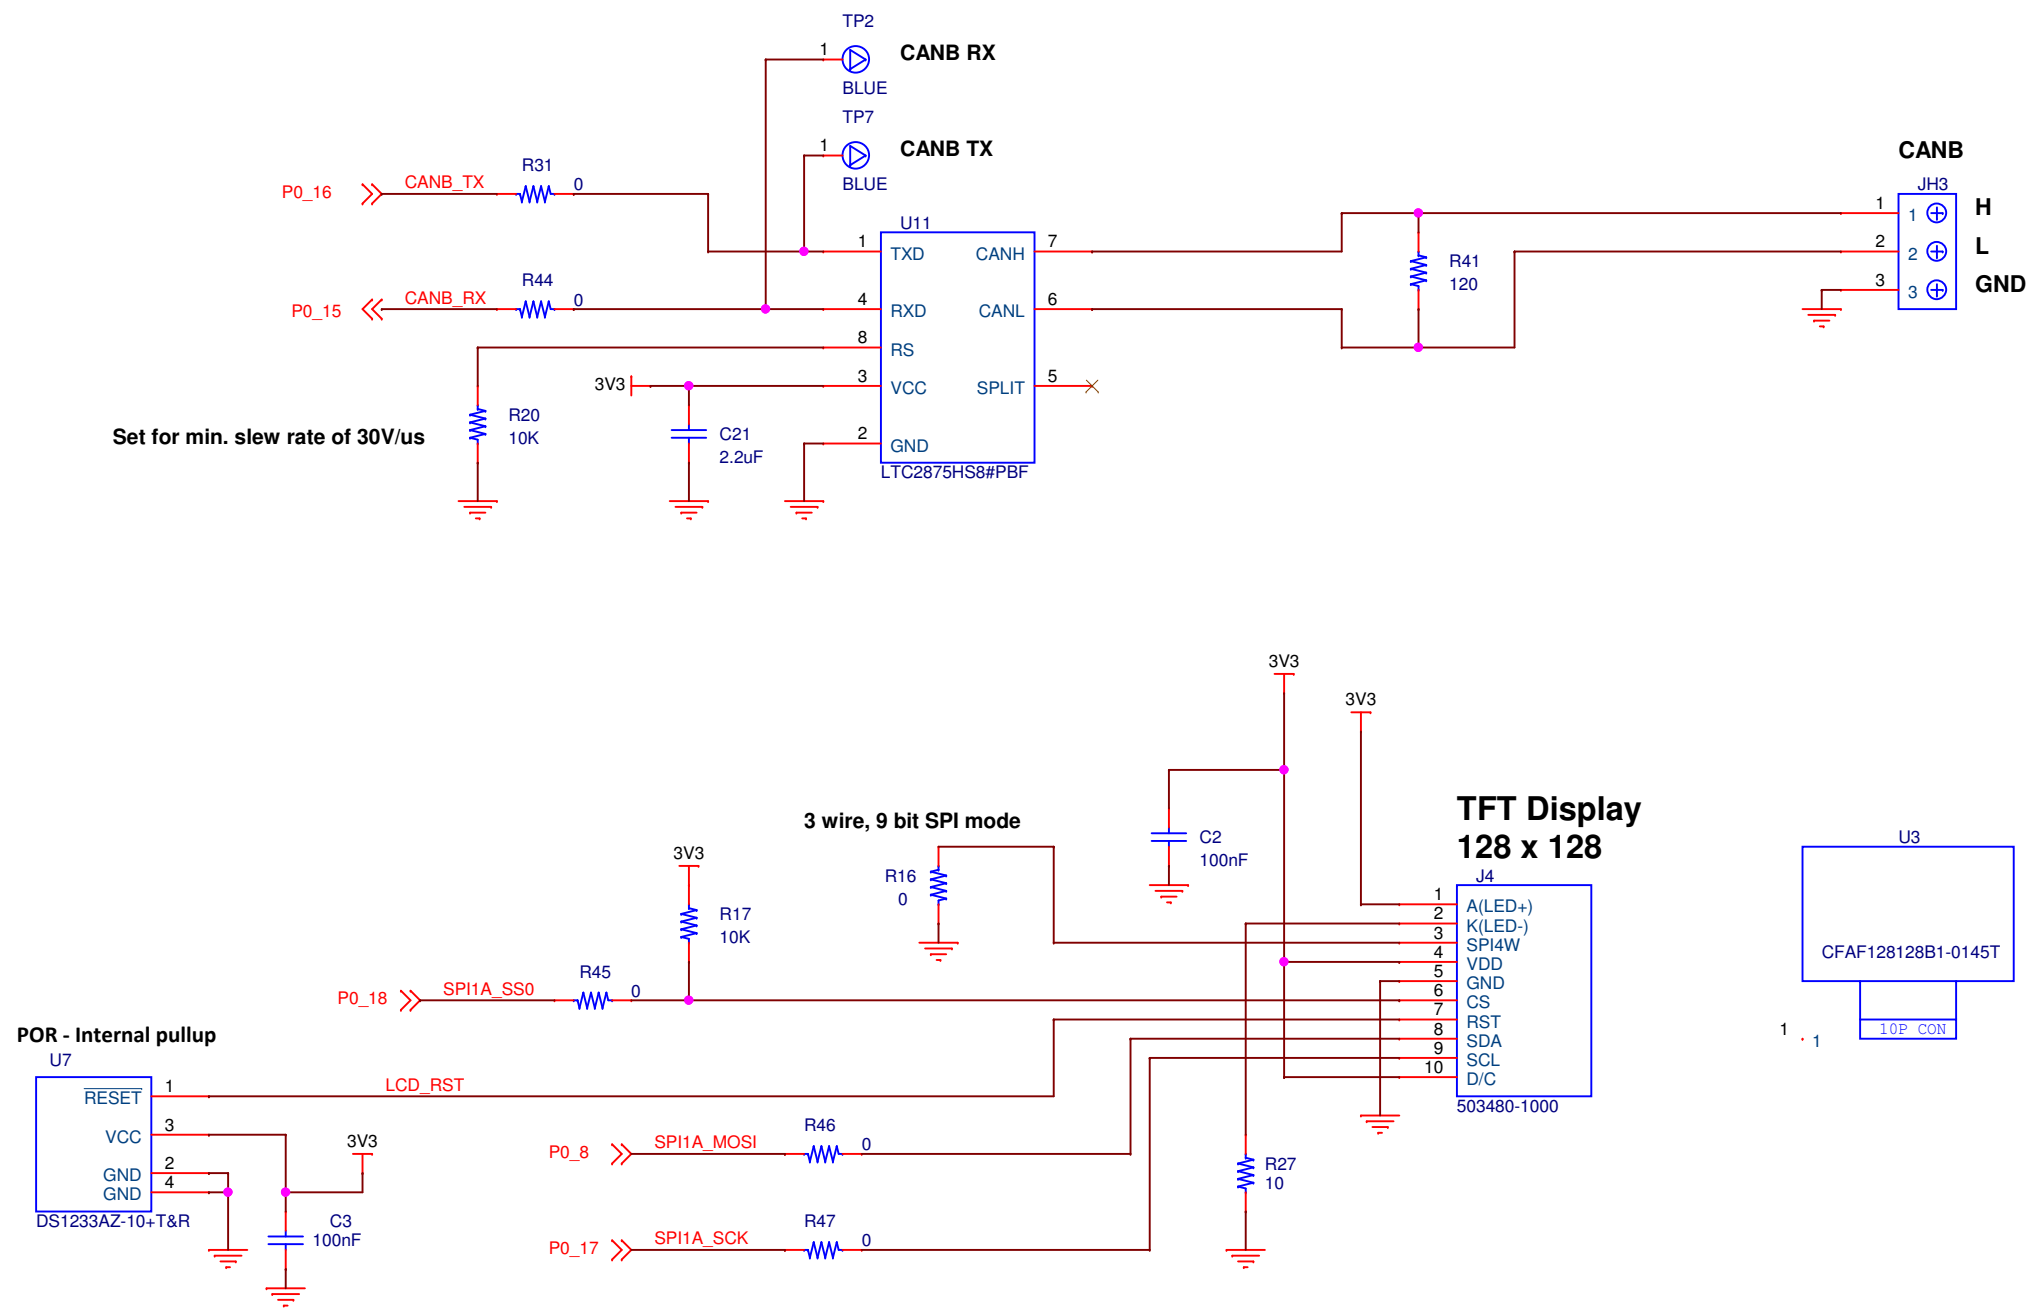 TP2
1
CANB RX
BLUE
TP7
1
CANB TX
BLUE
P0_16
CANB_TX
R31
0
P0_15
CANB_RX
R44
0
U11
1
TXD
4
RXD
8
RS
3
VCC
2
GND
CANH
7
CANL
6
SPLIT
5
LTC2875HS8#PBF
3V3
C21
2.2uF
R20
10K
Set for min. slew rate of 30V/us
R41
120
CANB
JH3
1
1
H
2
2
L
3
3
GND
3V3
3V3
C2
100nF
3 wire, 9 bit SPI mode
R16
0
TFT Display
128 x 128
J4
1
A(LED+)
2
K(LED-)
3
SPI4W
4
VDD
5
GND
6
CS
7
RST
8
SDA
9
SCL
10
D/C
503480-1000
U3
CFAF128128B1-0145T
10P CON
1
1
3V3
R17
10K
P0_18
SPI1A_SS0
R45
0
POR - Internal pullup
U7
RESET
1
VCC
3
GND
2
GND
4
DS1233AZ-10+T&R
LCD_RST
3V3
C3
100nF
P0_8
SPI1A_MOSI
R46
0
P0_17
SPI1A_SCK
R47
0
R27
10